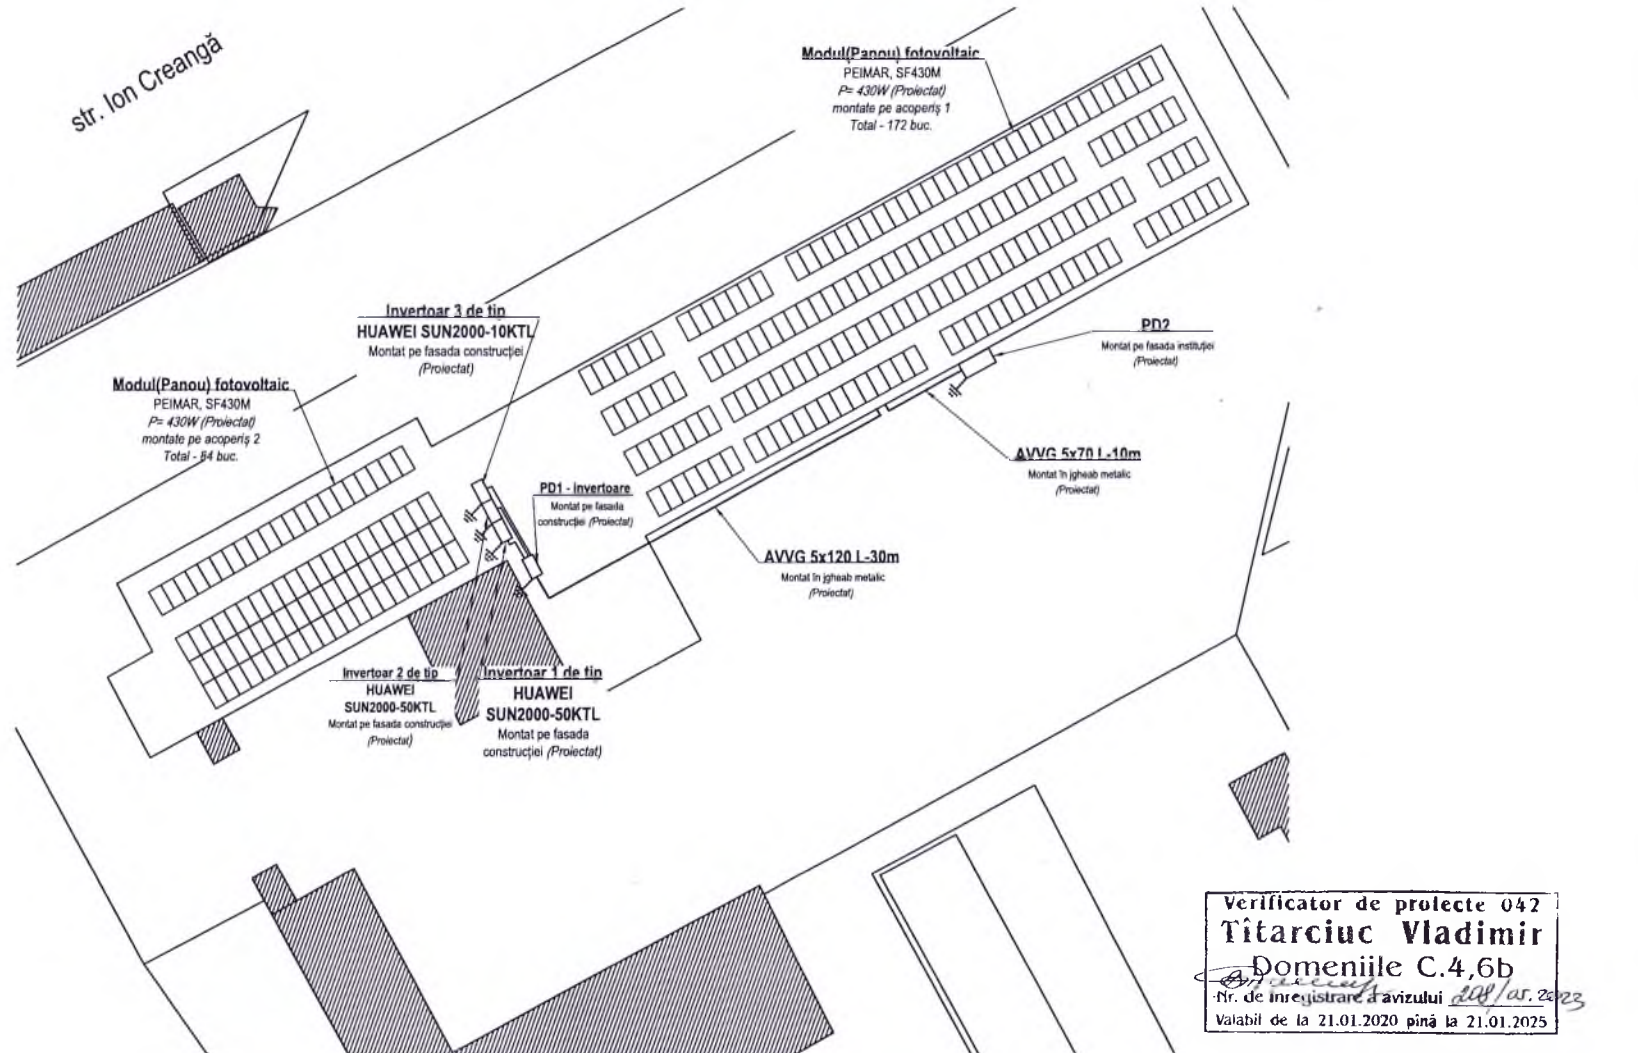 str. Ion Creangă
Modul(Panou) fotovoltaic
PEIMAR, SF430M
P= 430W (Proiectat)
montate pe acoperiș 1
Total - 172 buc.
Invertoar 3 de tip
HUAWEI SUN2000-10KTL
Montat pe fasada construcției
(Proiectat)
PD2
Montat pe fasada instituției
(Proiectat)
Modul(Panou) fotovoltaic
PEIMAR, SF430M
P= 430W (Proiectat)
montate pe acoperiș 2
Total - 84 buc.
AVVG 5x70 L-10m
Montat în jgheab metalic
(Proiectat)
PD1 - invertoare
Montat pe fasada
construcției (Proiectat)
AVVG 5x120 L-30m
Montat în jgheab metalic
(Proiectat)
Invertoar 2 de tip
HUAWEI
SUN2000-50KTL
Montat pe fasada construcției
(Proiectat)
Invertoar 1 de tip
HUAWEI
SUN2000-50KTL
Montat pe fasada
construcției (Proiectat)
Verificator de proiecte 042
Tîtarciuc Vladimir
Domeniile C.4,6b
Nr. de inregistrare a avizului 208/05. 2023
Valabil de la 21.01.2020 pînă la 21.01.2025